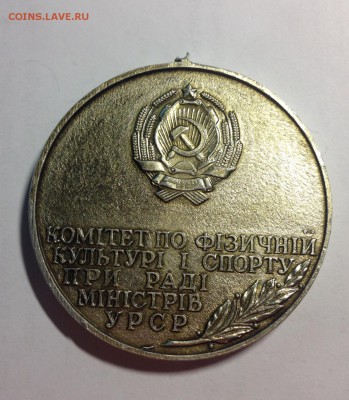 COINS.LAVE.RU
КОМІТЕТ ПО ФІЗИЧНІЙ
КУЛЬТУРІ І СПОРТУ
ПРИ РАДІ
МІНІСТРІВ
УРСР